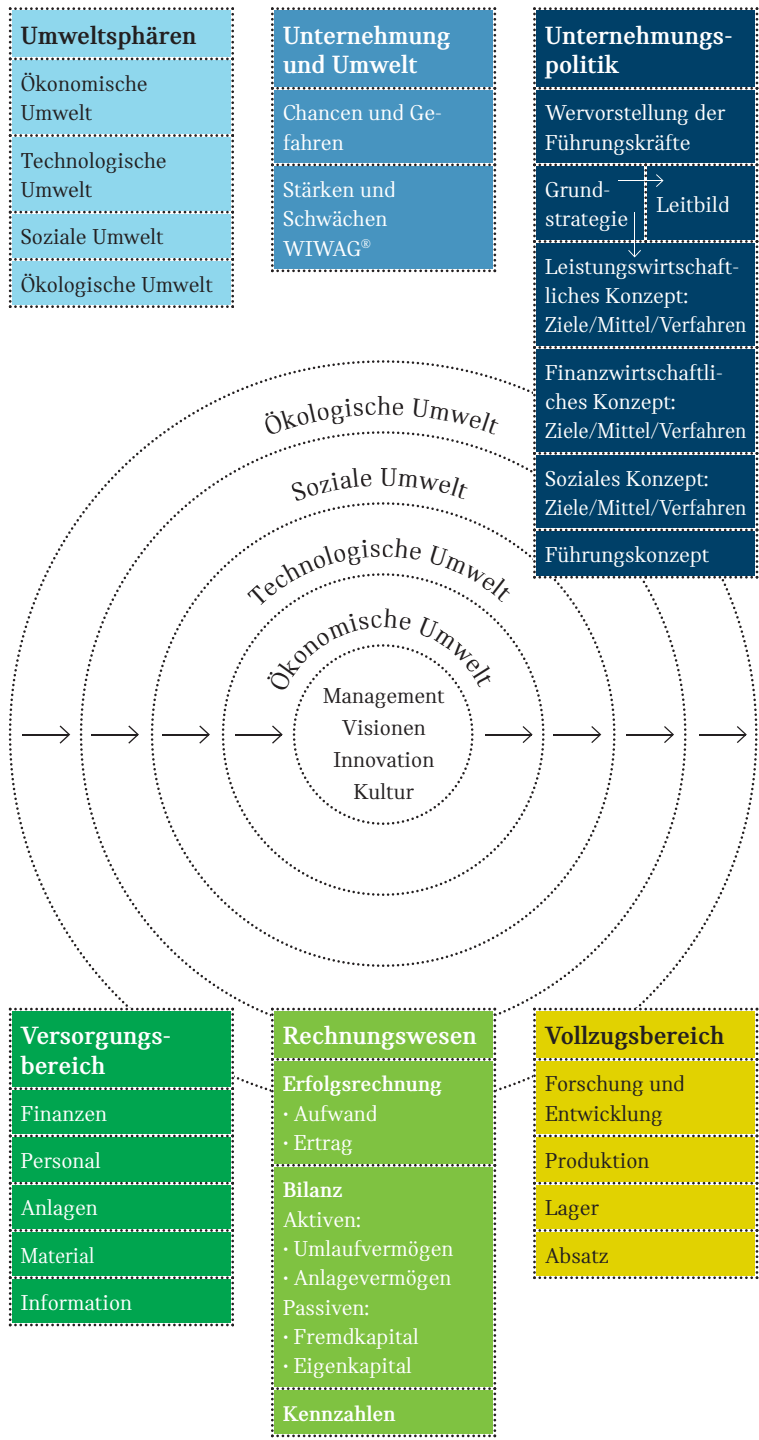 Umweltsphären
Ökonomische
Umwelt
Technologische
Umwelt
Soziale Umwelt
Ökologische Umwelt
Unternehmung
und Umwelt
Chancen und Ge-
fahren
Stärken und
Schwächen
WIWAG®
Unternehmungs-
politik
Wervorstellung der
Führungskräfte
Grund-
strategie
Leitbild
Leistungswirtschaft-
liches Konzept:
Ziele/Mittel/Verfahren
Finanzwirtschaftli-
ches Konzept:
Ziele/Mittel/Verfahren
Soziales Konzept:
Ziele/Mittel/Verfahren
Führungskonzept
Ökologische Umwelt
Soziale Umwelt
Technologische Umwelt
Ökonomische Umwelt
Management
Visionen
Innovation
Kultur
Versorgungs-
bereich
Finanzen
Personal
Anlagen
Material
Information
Rechnungswesen
Erfolgsrechnung
· Aufwand
· Ertrag
Bilanz
Aktiven:
· Umlaufvermögen
· Anlagevermögen
Passiven:
· Fremdkapital
· Eigenkapital
Kennzahlen
Vollzugsbereich
Forschung und
Entwicklung
Produktion
Lager
Absatz